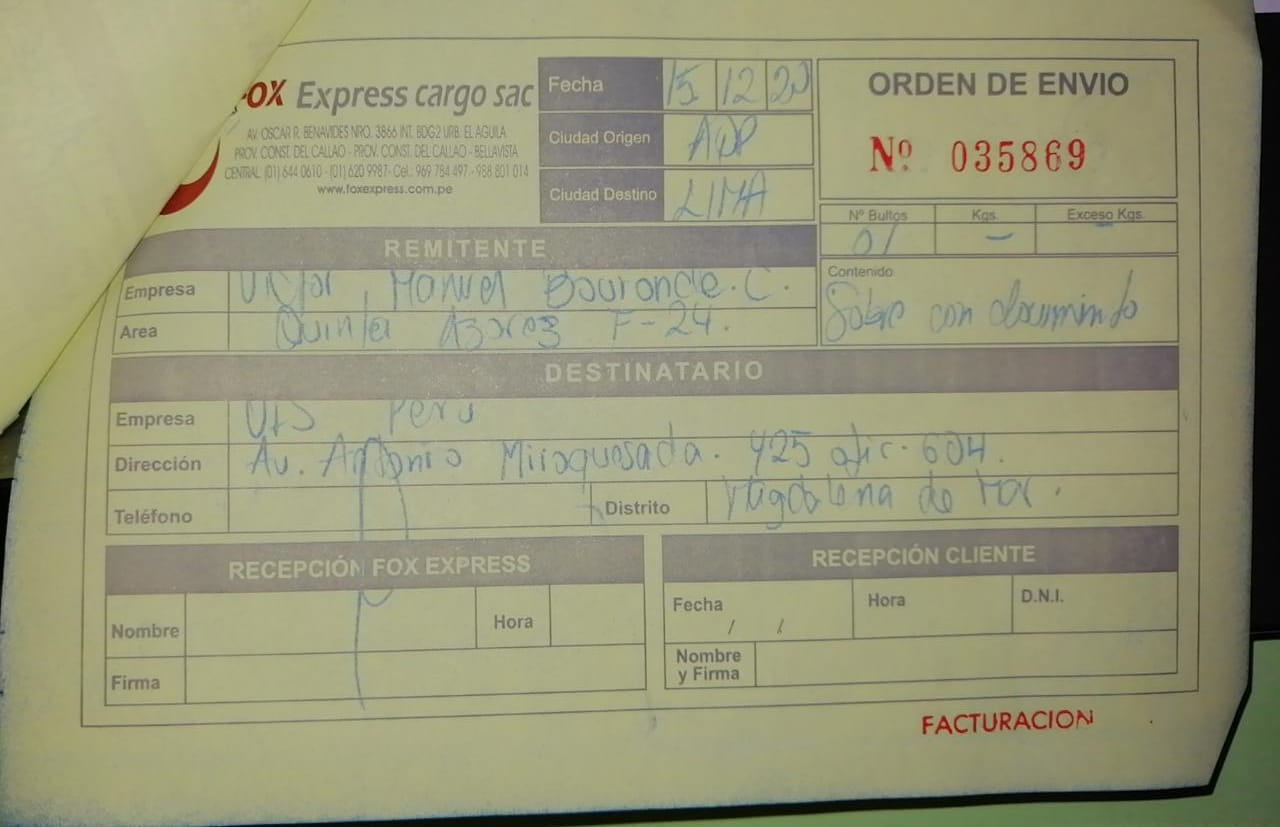 FOX Express cargo sac
AV. OSCAR R. BENAVIDES NRO. 3866 INT. BDG2 URB. EL AGUILA
PROV. CONST. DEL CALLAO - PROV. CONST. DEL CALLAO - BELLAVISTA
CENTRAL: (01) 644 0610 - (01) 620 9987 - Cel.: 969 784 497 - 988 801 014
www.foxexpress.com.pe
Fecha 15 12 20
Ciudad Origen AQP
Ciudad Destino LIMA
ORDEN DE ENVIO
Nº 035869
Nº Bultos Kgs. Exceso Kgs.
01 - -
Contenido
Sobre con documento
REMITENTE
Empresa Victor Manuel C.
Area Quinta F-24.
DESTINATARIO
Empresa Perú
Dirección Av. Antonio Miroquesada. 425 ofic. 604.
Teléfono Distrito Magdalena de Mar.
RECEPCIÓN FOX EXPRESS
Nombre Hora
Firma
RECEPCIÓN CLIENTE
Fecha / / Hora D.N.I.
Nombre
y Firma
FACTURACION